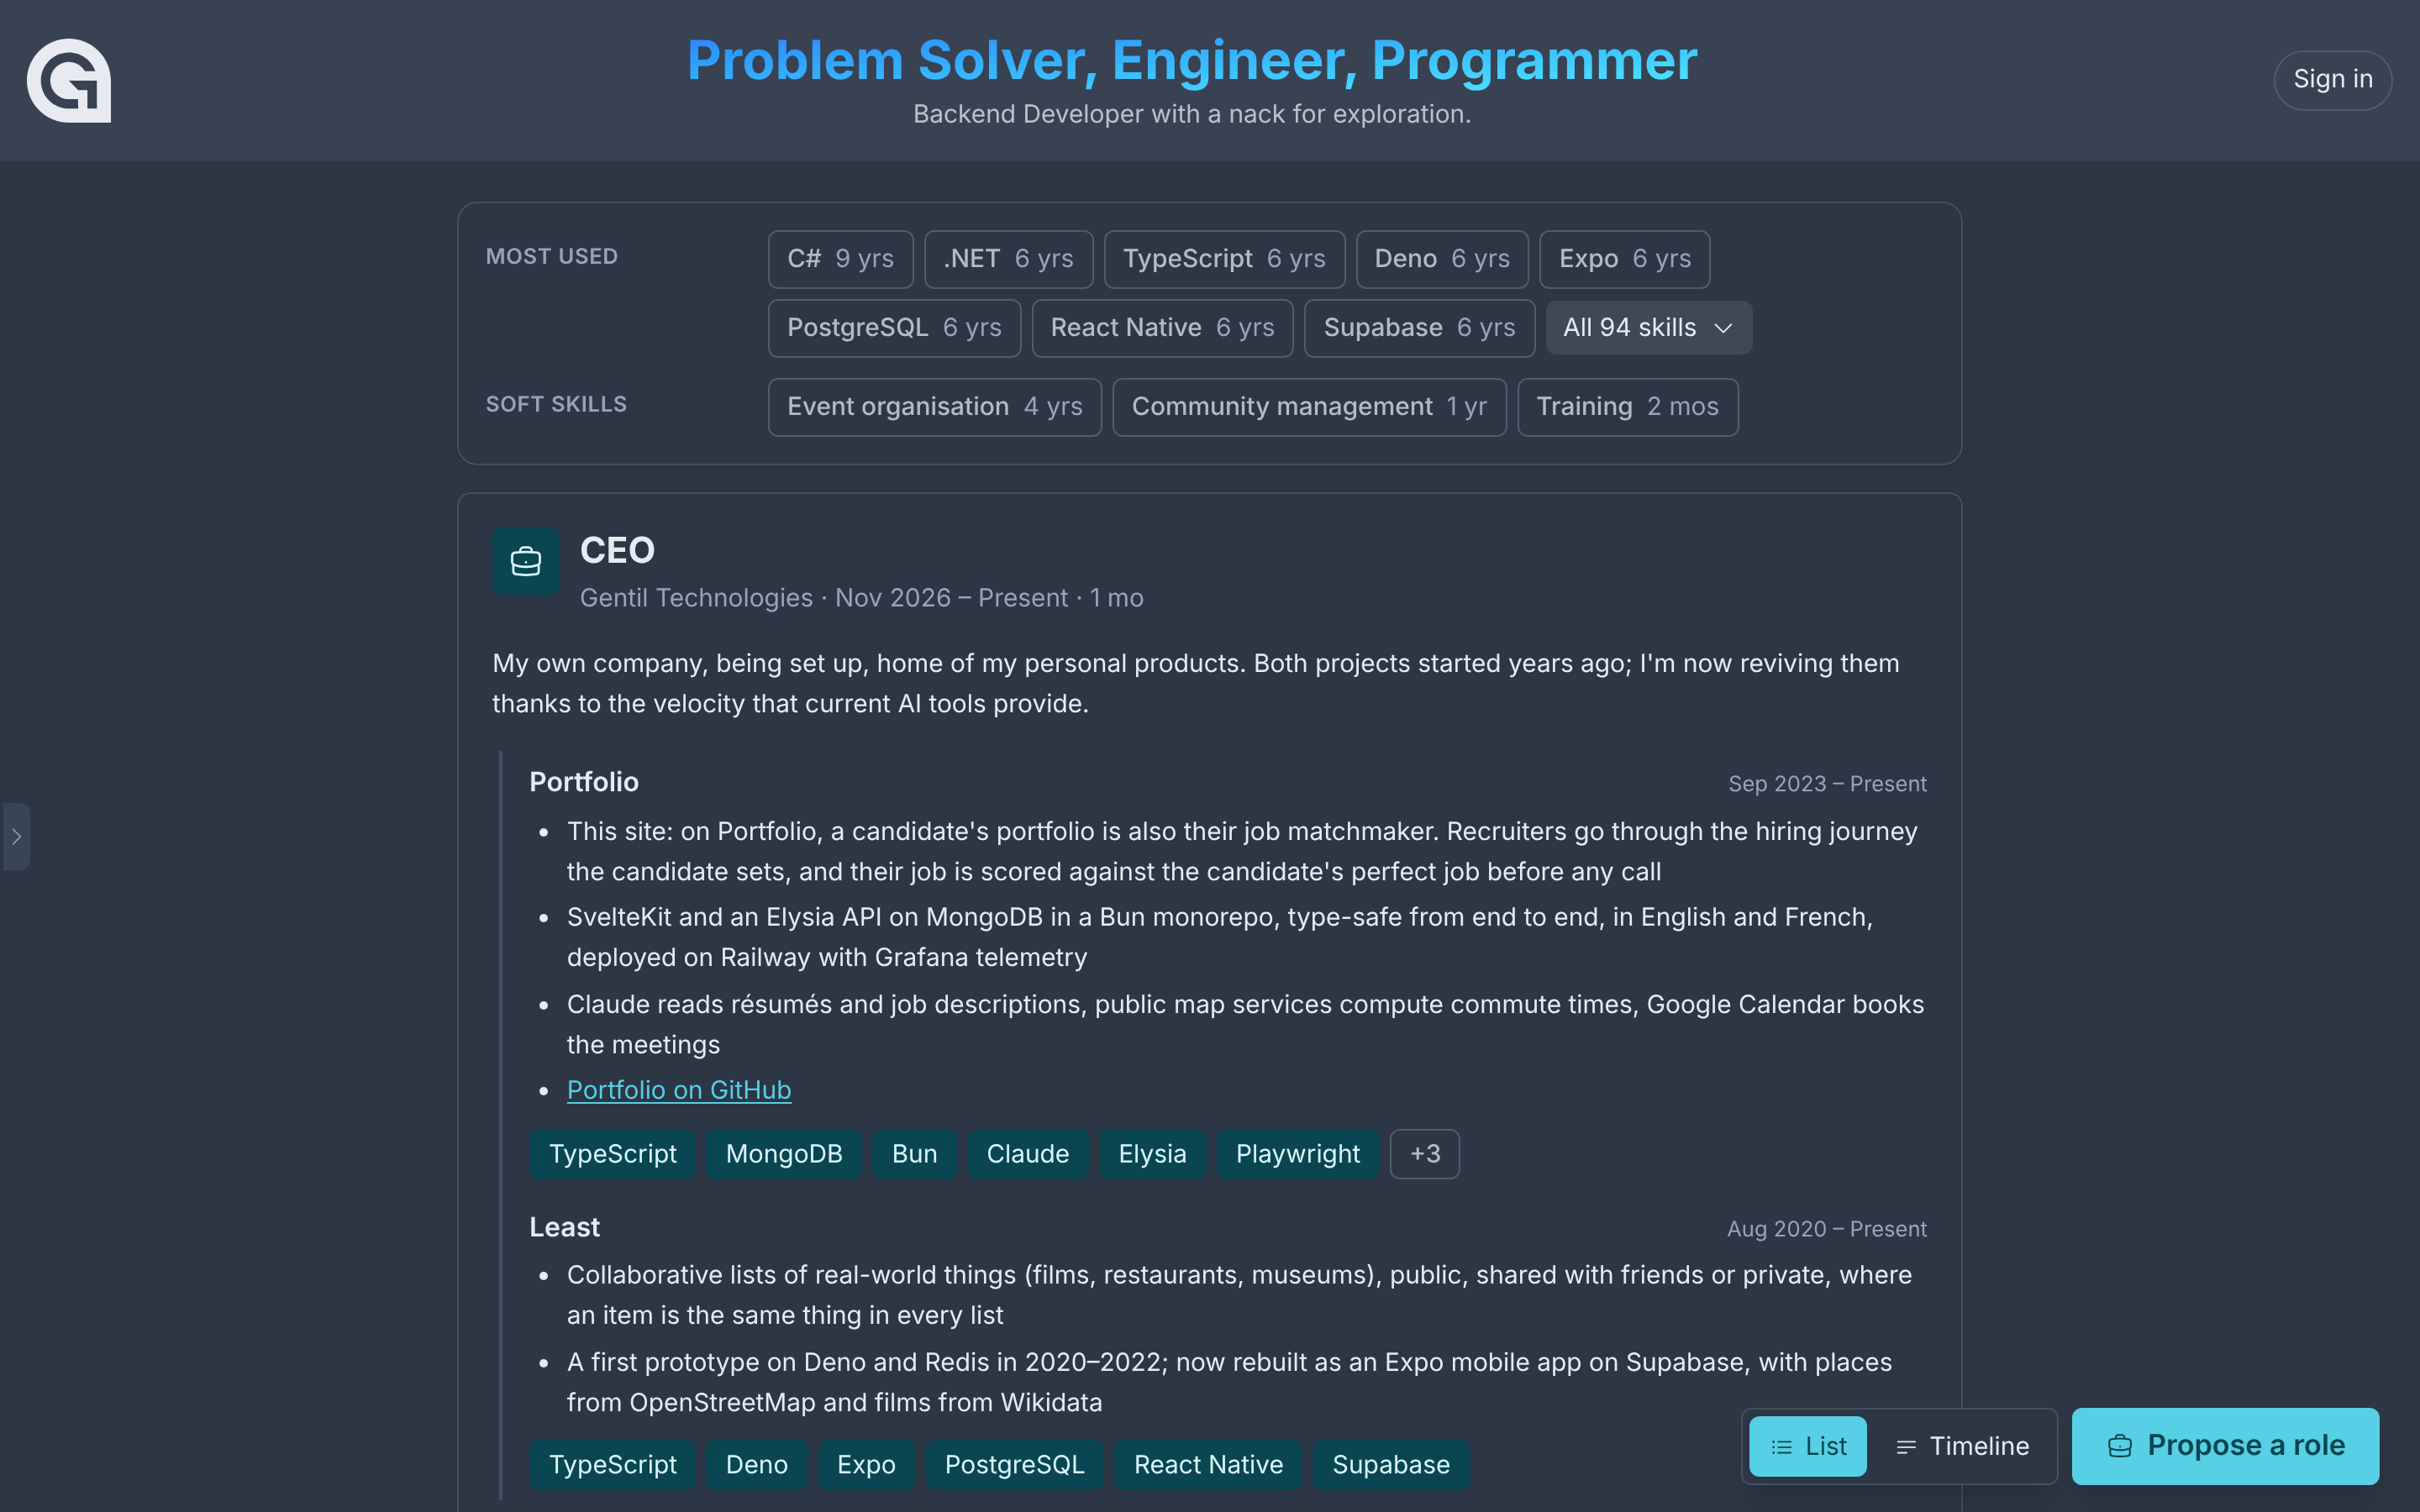 Problem Solver, Engineer, Programmer
Backend Developer with a nack for exploration.
Sign in
MOST USED
C# 9 yrs
.NET 6 yrs
TypeScript 6 yrs
Deno 6 yrs
Expo 6 yrs
PostgreSQL 6 yrs
React Native 6 yrs
Supabase 6 yrs
All 94 skills
SOFT SKILLS
Event organisation 4 yrs
Community management 1 yr
Training 2 mos
CEO
Gentil Technologies · Nov 2026 – Present · 1 mo
My own company, being set up, home of my personal products. Both projects started years ago; I'm now reviving them
thanks to the velocity that current AI tools provide.
Portfolio
Sep 2023 – Present
• This site: on Portfolio, a candidate's portfolio is also their job matchmaker. Recruiters go through the hiring journey
the candidate sets, and their job is scored against the candidate's perfect job before any call
• SvelteKit and an Elysia API on MongoDB in a Bun monorepo, type-safe from end to end, in English and French,
deployed on Railway with Grafana telemetry
• Claude reads résumés and job descriptions, public map services compute commute times, Google Calendar books
the meetings
• Portfolio on GitHub
TypeScript
MongoDB
Bun
Claude
Elysia
Playwright
+3
Least
Aug 2020 – Present
• Collaborative lists of real-world things (films, restaurants, museums), public, shared with friends or private, where
an item is the same thing in every list
• A first prototype on Deno and Redis in 2020–2022; now rebuilt as an Expo mobile app on Supabase, with places
from OpenStreetMap and films from Wikidata
TypeScript
Deno
Expo
PostgreSQL
React Native
Supabase
List
Timeline
Propose a role